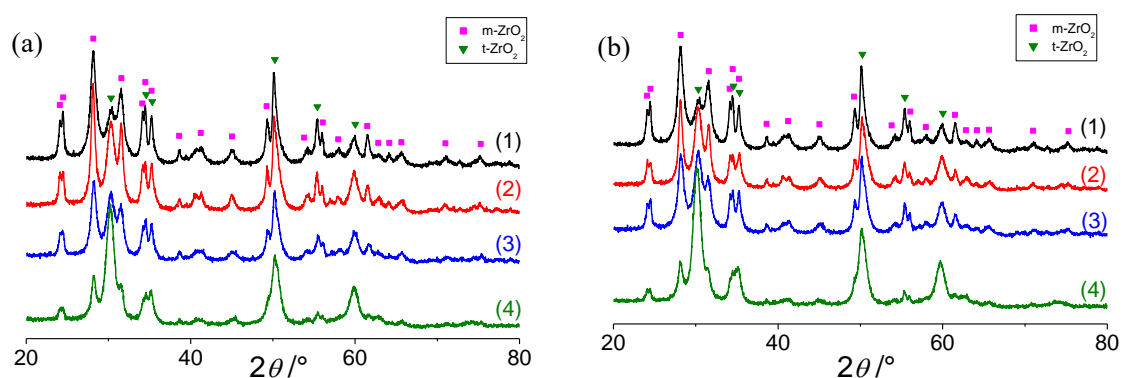 (a)
m-ZrO₂
t-ZrO₂
(1)
(2)
(3)
(4)
20 40 60 80
2θ/°
(b)
m-ZrO₂
t-ZrO₂
(1)
(2)
(3)
(4)
20 40 60 80
2θ/°